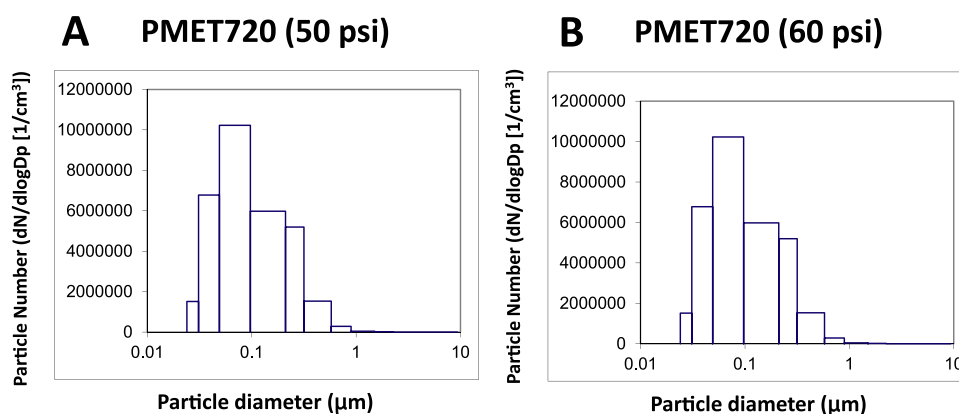 A PMET720 (50 psi)
Particle Number (dN/dlogDp [1/cm³])
12000000
10000000
8000000
6000000
4000000
2000000
0
0.01 0.1 1 10
Particle diameter (µm)
B PMET720 (60 psi)
Particle Number (dN/dlogDp [1/cm³])
12000000
10000000
8000000
6000000
4000000
2000000
0
0.01 0.1 1 10
Particle diameter (µm)